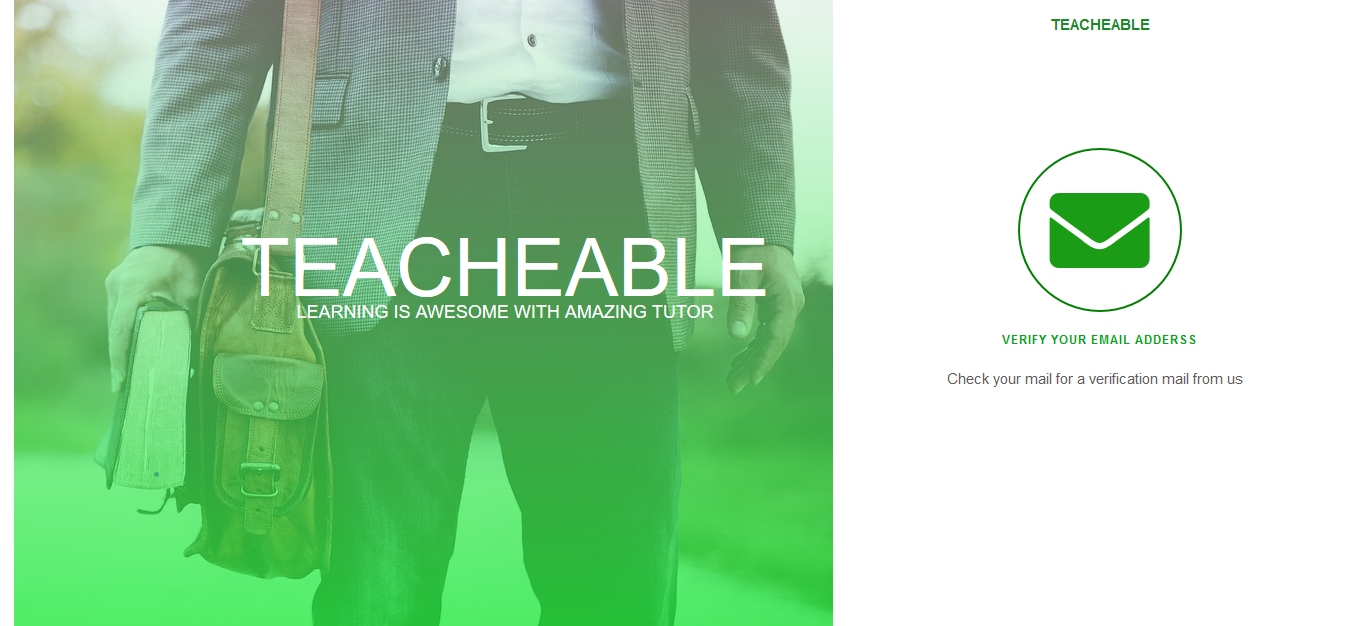 TEACHEABLE
LEARNING IS AWESOME WITH AMAZING TUTOR
TEACHEABLE
VERIFY YOUR EMAIL ADDERSS
Check your mail for a verification mail from us